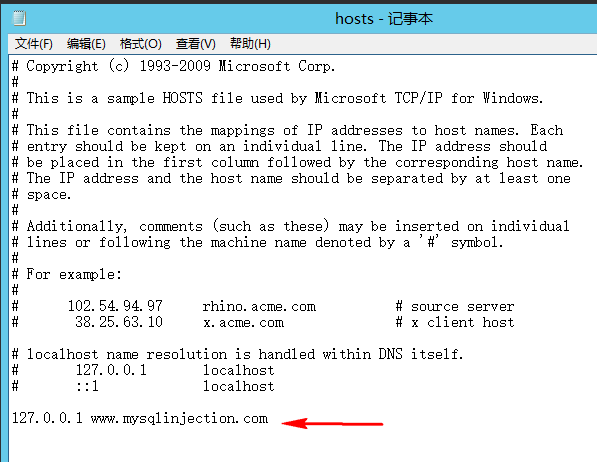 hosts - 记事本
文件(F) 编辑(E) 格式(O) 查看(V) 帮助(H)
# Copyright (c) 1993-2009 Microsoft Corp.
#
# This is a sample HOSTS file used by Microsoft TCP/IP for Windows.
#
# This file contains the mappings of IP addresses to host names. Each
# entry should be kept on an individual line. The IP address should
# be placed in the first column followed by the corresponding host name.
# The IP address and the host name should be separated by at least one
# space.
#
# Additionally, comments (such as these) may be inserted on individual
# lines or following the machine name denoted by a '#' symbol.
#
# For example:
#
#      102.54.94.97     rhino.acme.com          # source server
#       38.25.63.10     x.acme.com              # x client host

# localhost name resolution is handled within DNS itself.
#       127.0.0.1       localhost
#       ::1             localhost

127.0.0.1 www.mysqlinjection.com